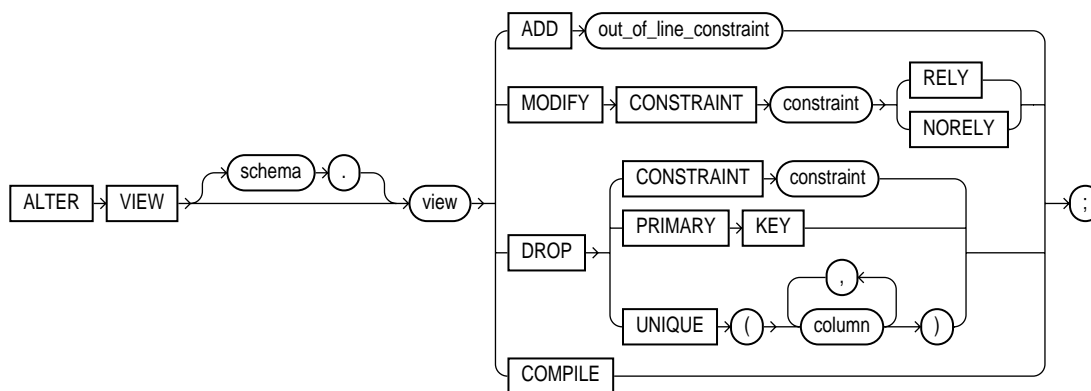 ADD out_of_line_constraint
RELY
MODIFY CONSTRAINT constraint
NORELY
schema .
CONSTRAINT constraint
ALTER VIEW view ;
PRIMARY KEY
DROP
,
UNIQUE ( column )
COMPILE